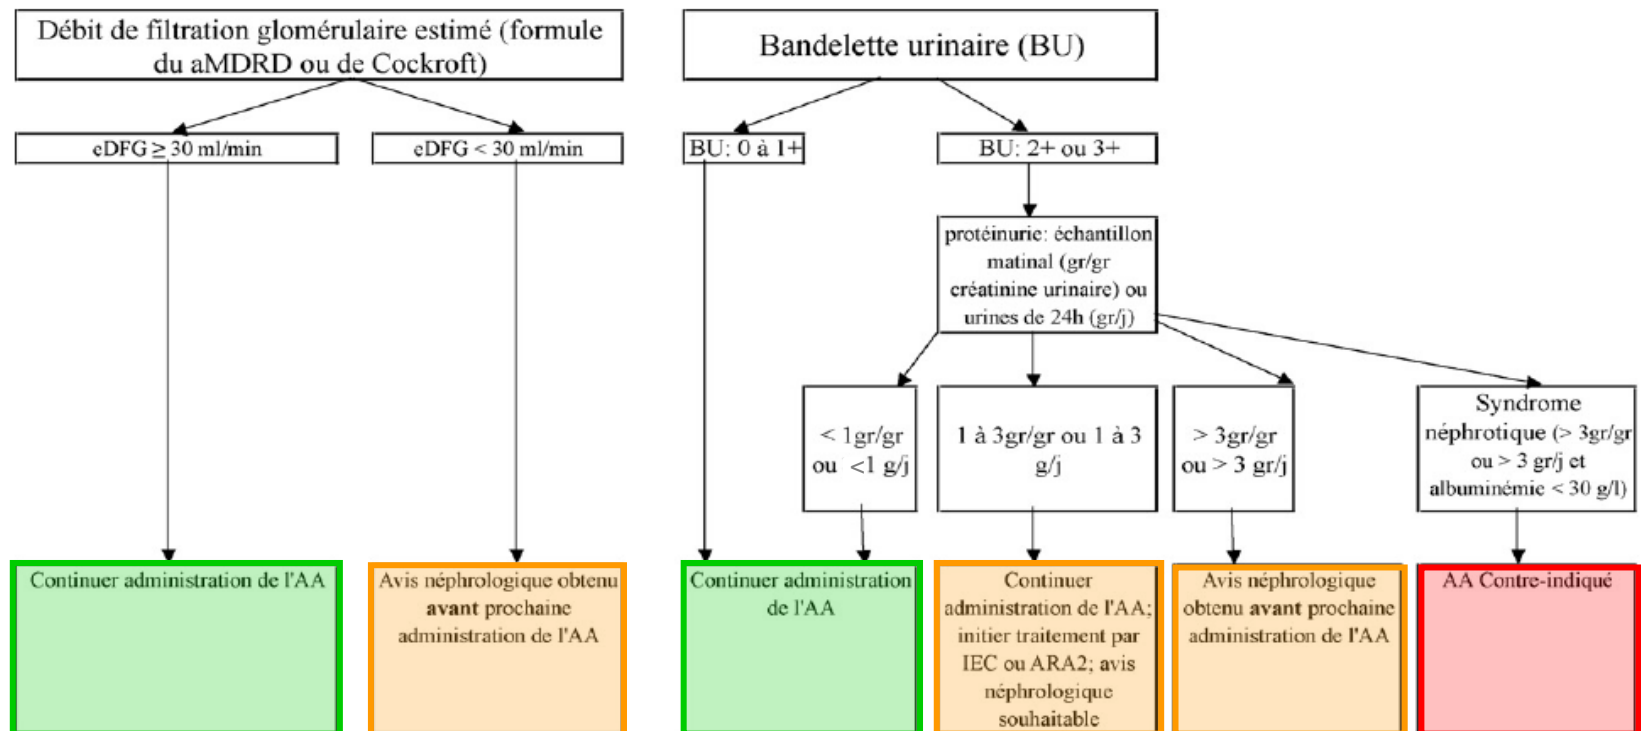 Débit de filtration glomérulaire estimé (formule
du aMDRD ou de Cockroft)
Bandelette urinaire (BU)
eDFG ≥ 30 ml/min
eDFG < 30 ml/min
BU: 0 à 1+
BU: 2+ ou 3+
protéinurie: échantillon
matinal (gr/gr
créatinine urinaire) ou
urines de 24h (gr/j)
< 1gr/gr
ou <1 g/j
1 à 3gr/gr ou 1 à 3
g/j
> 3gr/gr
ou > 3 gr/j
Syndrome
néphrotique (> 3gr/gr
ou > 3 gr/j et
albuminémie < 30 g/l)
Continuer administration de l'AA
Avis néphrologique obtenu
avant prochaine
administration de l'AA
Continuer administration
de l'AA
Continuer
administration de l'AA;
initier traitement par
IEC ou ARA2; avis
néphrologique
souhaitable
Avis néphrologique
obtenu avant prochaine
administration de l'AA
AA Contre-indiqué